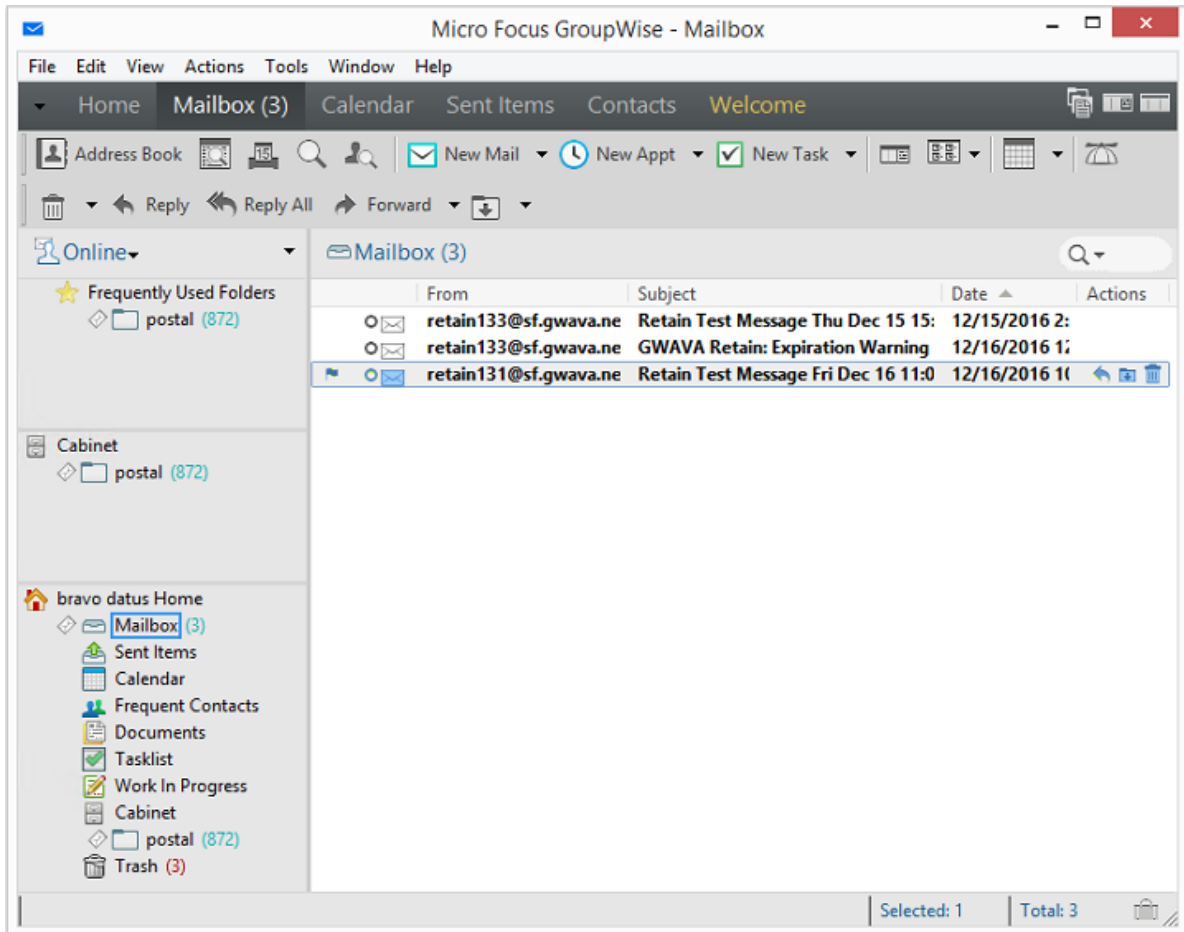 Micro Focus GroupWise - Mailbox
File Edit View Actions Tools Window Help
Home Mailbox (3) Calendar Sent Items Contacts Welcome
Address Book 15 New Mail New Appt New Task
Reply Reply All Forward
Online
Mailbox (3)
Frequently Used Folders
postal (872)
Cabinet
postal (872)
bravo datus Home
Mailbox (3)
Sent Items
Calendar
Frequent Contacts
Documents
Tasklist
Work In Progress
Cabinet
postal (872)
Trash (3)
From Subject Date Actions
retain133@sf.gwava.ne Retain Test Message Thu Dec 15 15: 12/15/2016 2:
retain133@sf.gwava.ne GWAVA Retain: Expiration Warning 12/16/2016 12
retain131@sf.gwava.ne Retain Test Message Fri Dec 16 11:0 12/16/2016 10
Selected: 1 Total: 3